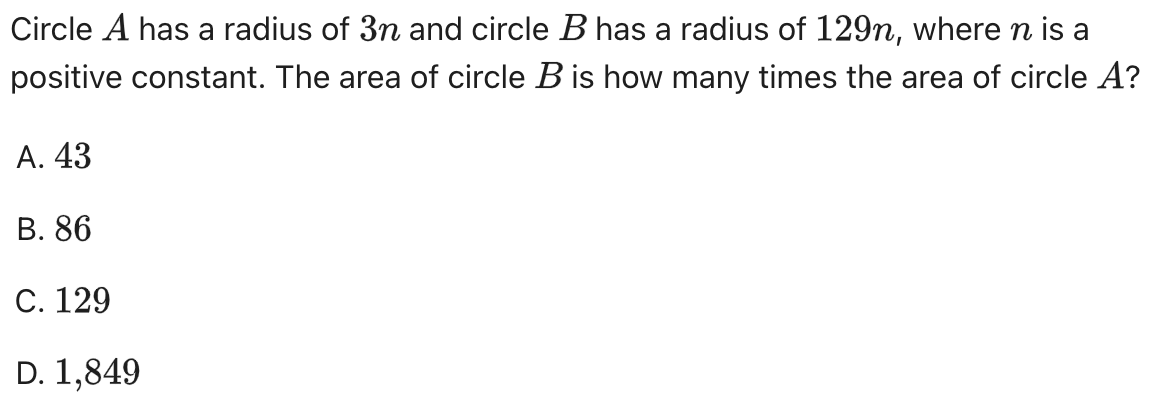 Circle A has a radius of 3n and circle B has a radius of 129n, where n is a
positive constant. The area of circle B is how many times the area of circle A?
A. 43
B. 86
C. 129
D. 1,849